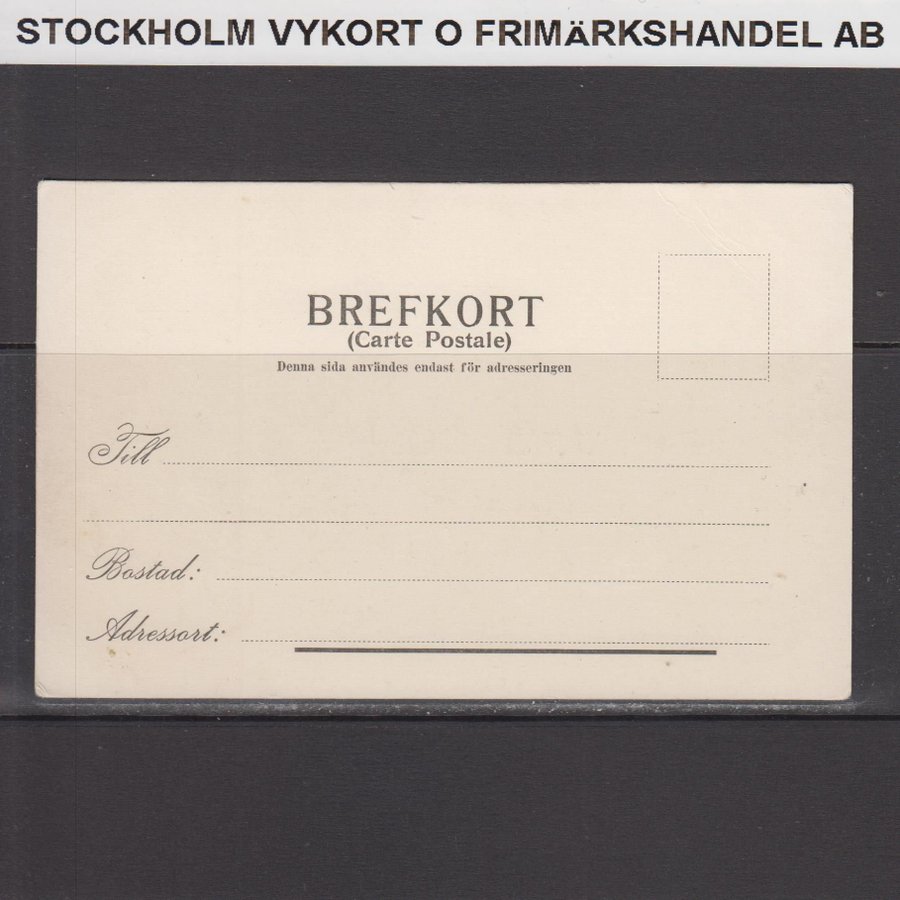 STOCKHOLM VYKORT O FRIMÄRKSHANDEL AB
BREFKORT
(Carte Postale)
Denna sida användes endast för adresseringen
Till
Bostad:
Adressort: